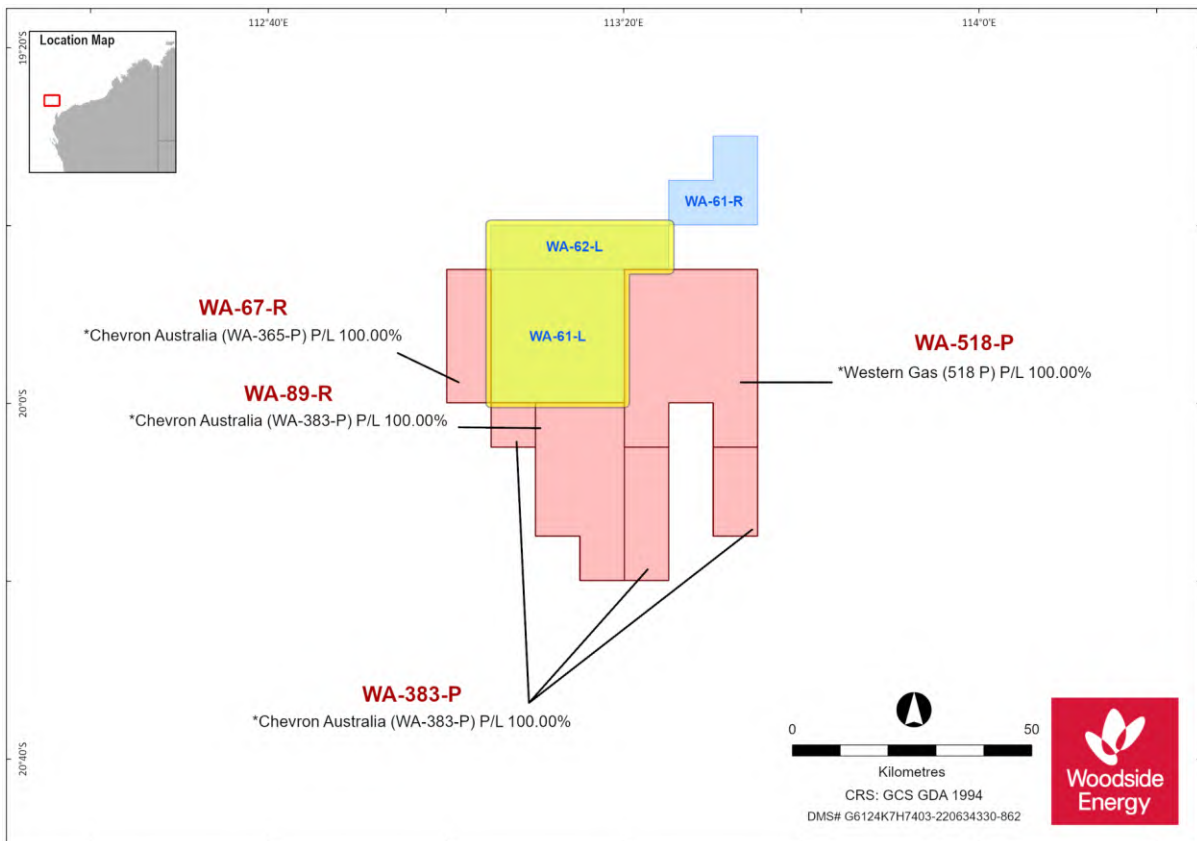 112°40'E
113°20'E
114°0'E
19°20'S
Location Map
WA-61-R
WA-62-L
WA-67-R
*Chevron Australia (WA-365-P) P/L 100.00%
WA-61-L
WA-518-P
*Western Gas (518 P) P/L 100.00%
WA-89-R
*Chevron Australia (WA-383-P) P/L 100.00%
20°0'S
WA-383-P
*Chevron Australia (WA-383-P) P/L 100.00%
20°40'S
0
50
Kilometres
CRS: GCS GDA 1994
DMS# G6124K7H7403-220634330-862
Woodside
Energy